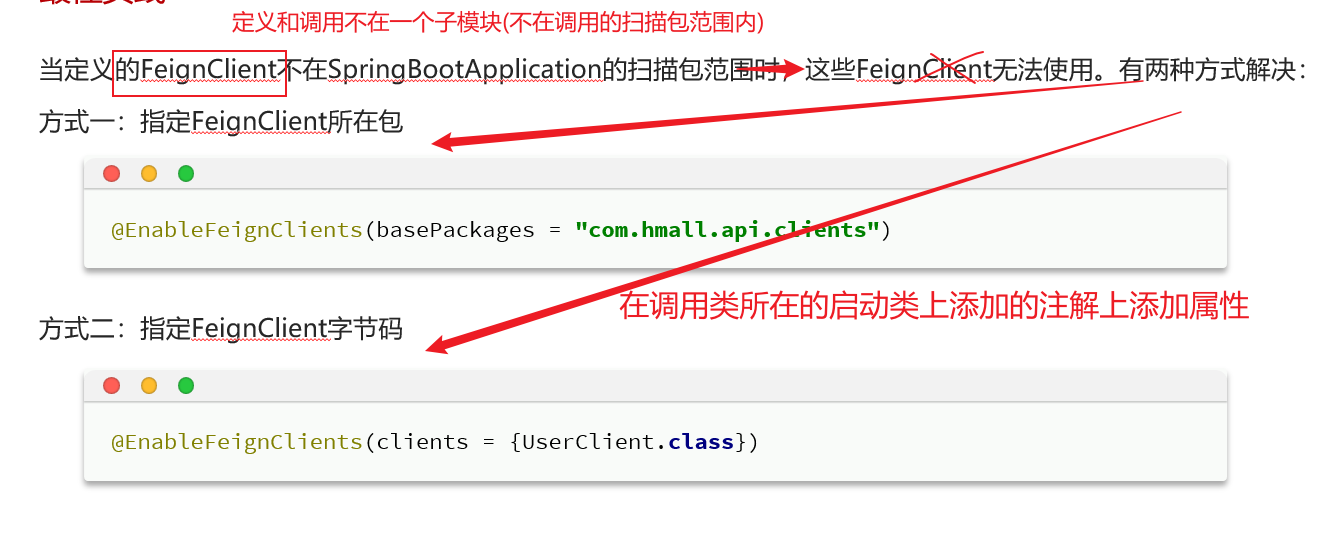 定义和调用不在一个子模块(不在调用的扫描包范围内)
当定义的FeignClient不在SpringBootApplication的扫描包范围时 这些FeignClient无法使用。有两种方式解决：
方式一：指定FeignClient所在包
@EnableFeignClients(basePackages = "com.hmall.api.clients")
在调用类所在的启动类上添加的注解上添加属性
方式二：指定FeignClient字节码
@EnableFeignClients(clients = {UserClient.class})